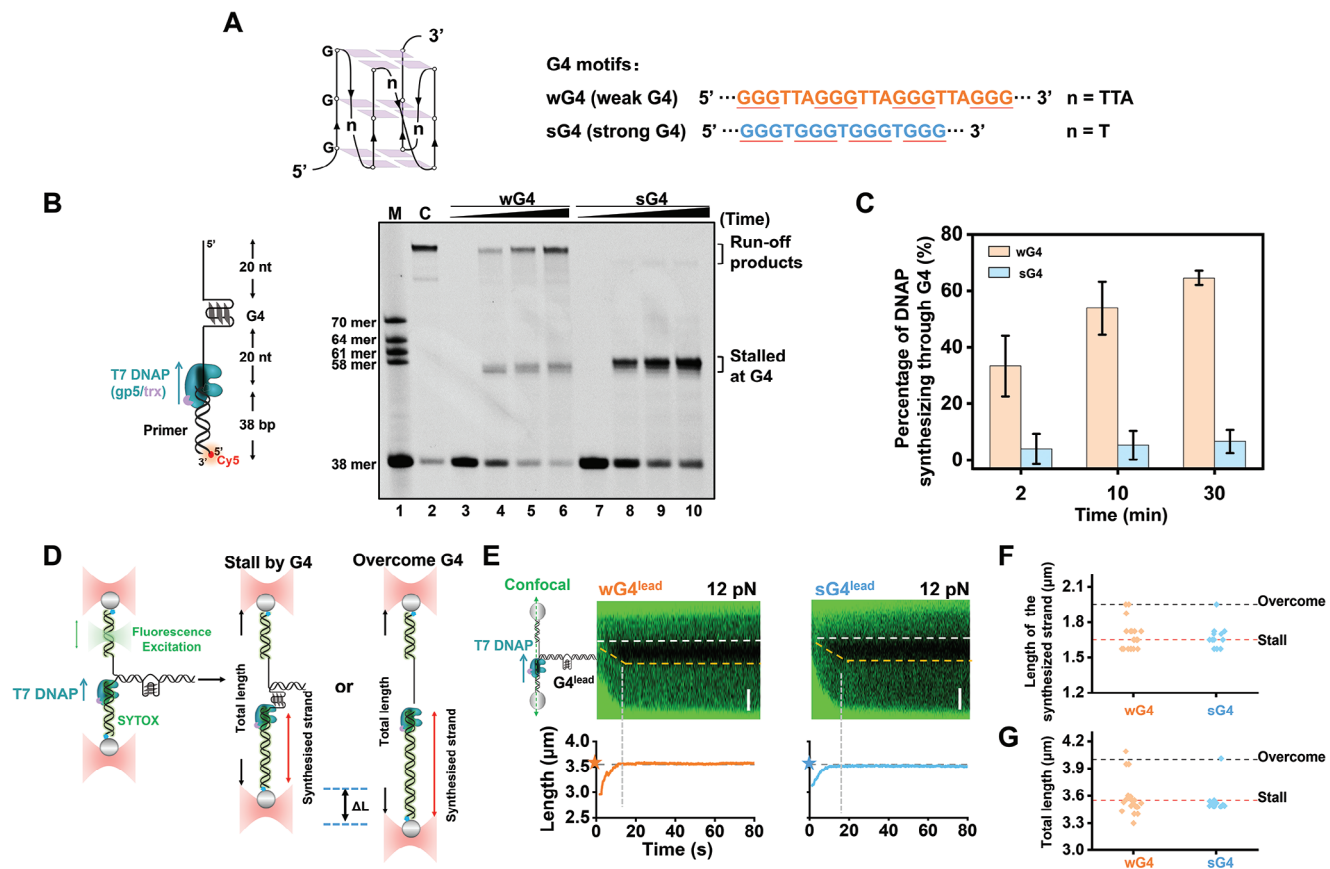 A
3'
G
n
G
n
n
G
5'
G4 motifs:
wG4 (weak G4) 5' ···GGGTTAGGGTTAGGGTTAGGG··· 3' n = TTA
sG4 (strong G4) 5' ···GGGTGGGTGGGTGGG··· 3' n = T
B
5'
20 nt
G4
20 nt
T7 DNAP
(gp5/trx)
38 bp
Primer
5'
3' Cy5
M C wG4 sG4 (Time)
Run-off
products
70 mer
64 mer
61 mer
58 mer
Stalled
at G4
38 mer
1 2 3 4 5 6 7 8 9 10
C
Percentage of DNAP
synthesizing through G4 (%)
80
60
40
20
0
wG4
sG4
2 10 30
Time (min)
D
Stall by G4
Overcome G4
Fluorescence
Excitation
T7 DNAP
SYTOX
Total length
Synthesised strand
or
ΔL
Total length
Synthesised strand
E
Confocal
T7 DNAP
G4lead
wG4lead 12 pN
sG4lead 12 pN
Length (μm)
4.0
3.5
3.0
2.5
0 20 40 60 80
0 20 40 60 80
Time (s)
F
Length of the
synthesized strand (μm)
2.1
1.8
1.5
1.2
Overcome
Stall
wG4 sG4
G
Total length (μm)
4.2
3.9
3.6
3.3
3.0
Overcome
Stall
wG4 sG4